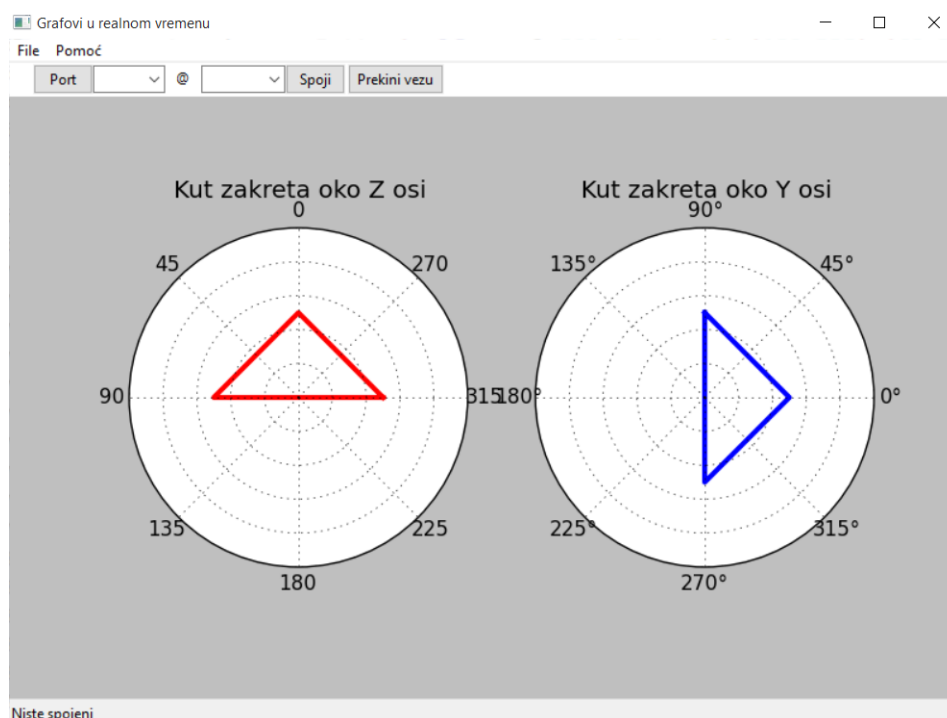 Grafovi u realnom vremenu
File Pomoć
Port @ Spoji Prekini vezu
Kut zakreta oko Z osi
0
45 270
90 315
135 225
180
Kut zakreta oko Y osi
90°
135° 45°
180° 0°
225° 315°
270°
Niste spojeni